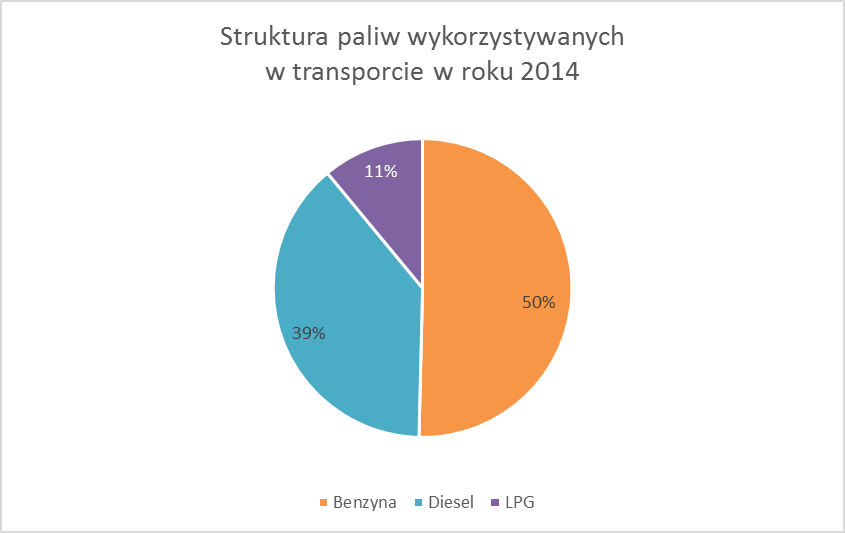 Struktura paliw wykorzystywanych
w transporcie w roku 2014
11%
50%
39%
Benzyna Diesel LPG